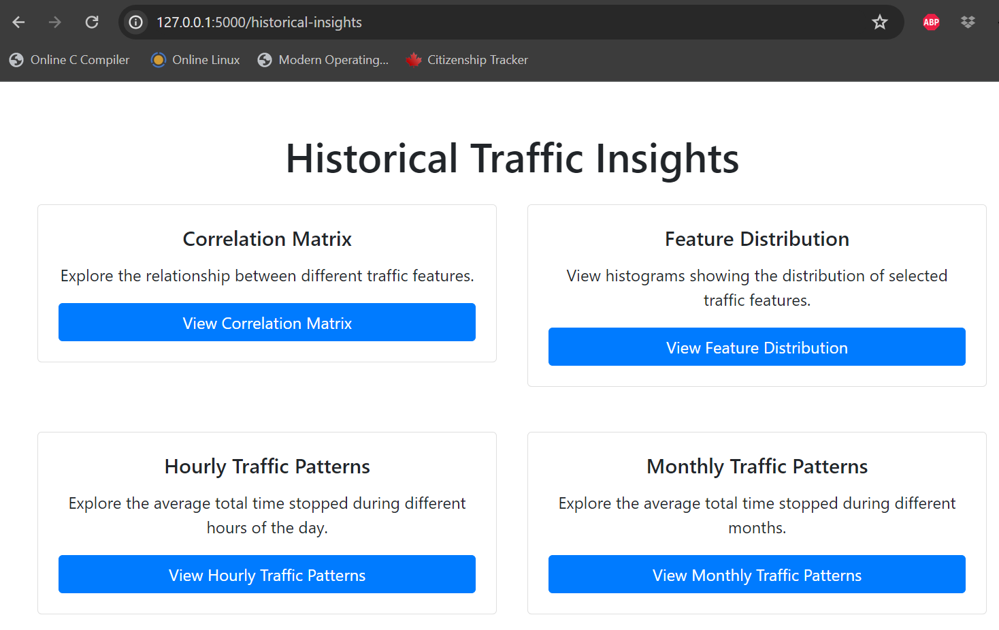 127.0.0.1:5000/historical-insights
ABP
Online C Compiler
Online Linux
Modern Operating...
Citizenship Tracker
Historical Traffic Insights
Correlation Matrix
Explore the relationship between different traffic features.
View Correlation Matrix
Feature Distribution
View histograms showing the distribution of selected
traffic features.
View Feature Distribution
Hourly Traffic Patterns
Explore the average total time stopped during different
hours of the day.
View Hourly Traffic Patterns
Monthly Traffic Patterns
Explore the average total time stopped during different
months.
View Monthly Traffic Patterns